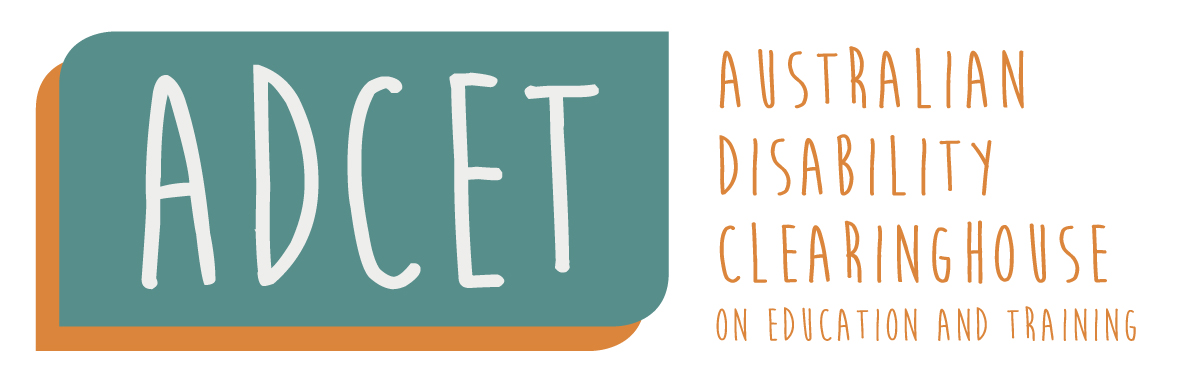 ADCET
AUSTRALIAN
DISABILITY
CLEARINGHOUSE
ON EDUCATION AND TRAINING